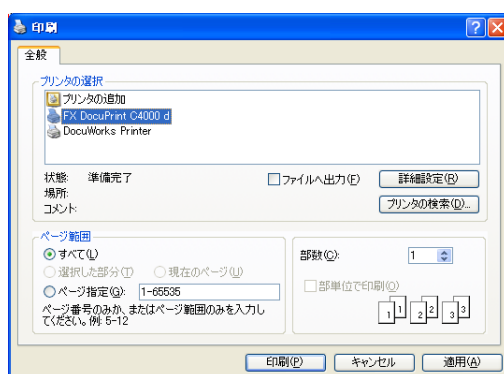 印刷
全般
プリンタの選択
プリンタの追加
FX DocuPrint C4000 d
DocuWorks Printer
状態: 準備完了
場所:
コメント:
ファイルへ出力(F)
詳細設定(R)
プリンタの検索(D)...
ページ範囲
すべて(L)
選択した部分(T) 現在のページ(U)
ページ指定(G): 1-65535
ページ番号のみか、またはページ範囲のみを入力し
てください。例: 5-12
部数(C): 1
部単位で印刷(O)
1 1 2 2 3 3
印刷(P) キャンセル 適用(A)